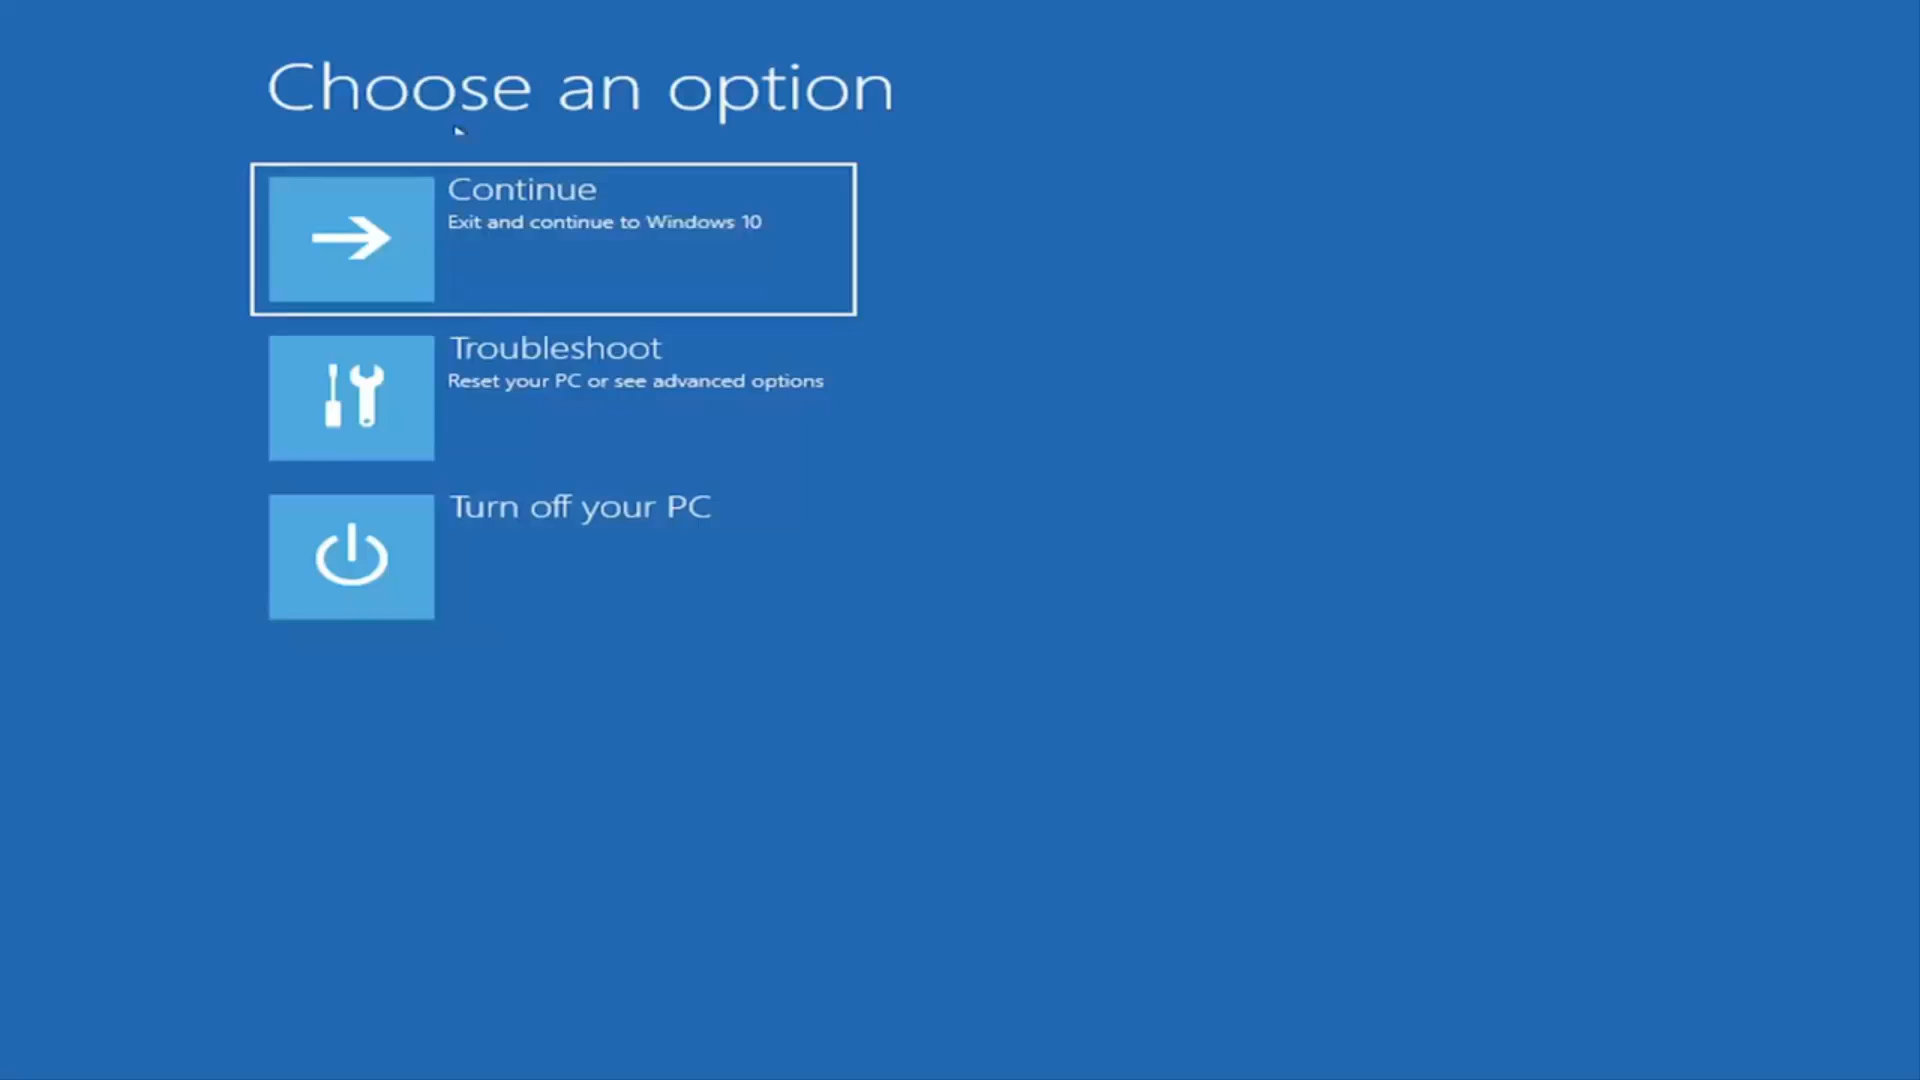 Choose an option
Continue
Exit and continue to Windows 10
Troubleshoot
Reset your PC or see advanced options
Turn off your PC